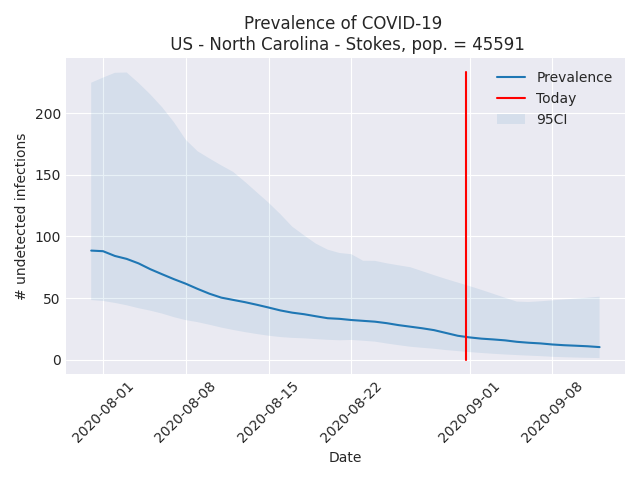 Prevalence of COVID-19
US - North Carolina - Stokes, pop. = 45591
Prevalence
Today
95CI
# undetected infections
200
150
100
50
0
2020-08-01
2020-08-08
2020-08-15
2020-08-22
2020-09-01
2020-09-08
Date